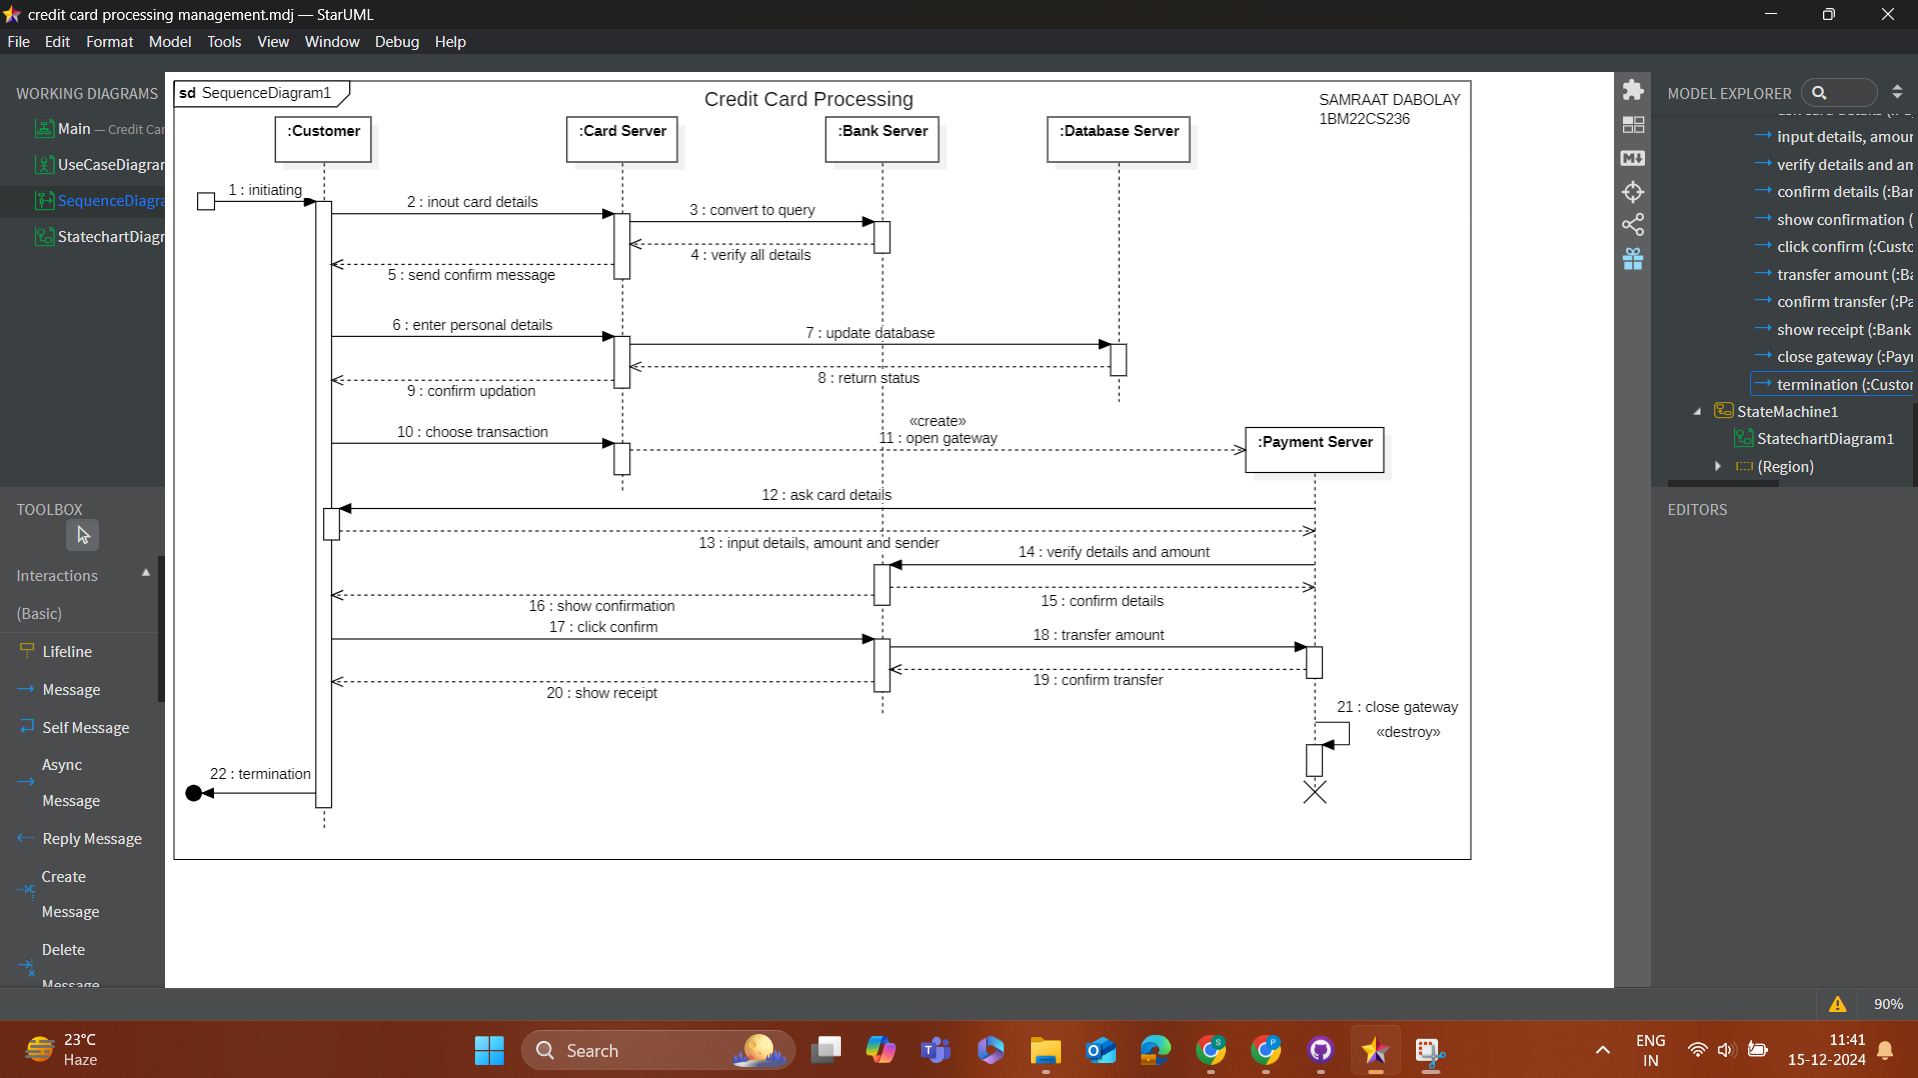 credit card processing management.mdj — StarUML
File Edit Format Model Tools View Window Debug Help
WORKING DIAGRAMS
Main — Credit Car
UseCaseDiagrar
SequenceDiagra
StatechartDiagr
TOOLBOX
Interactions
(Basic)
Lifeline
Message
Self Message
Async
Message
Reply Message
Create
Message
Delete
Message
sd SequenceDiagram1
Credit Card Processing
SAMRAAT DABOLAY
1BM22CS236
:Customer
:Card Server
:Bank Server
:Database Server
1 : initiating
2 : inout card details
3 : convert to query
4 : verify all details
5 : send confirm message
6 : enter personal details
7 : update database
8 : return status
9 : confirm updation
10 : choose transaction
«create»
11 : open gateway
:Payment Server
12 : ask card details
13 : input details, amount and sender
14 : verify details and amount
15 : confirm details
16 : show confirmation
17 : click confirm
18 : transfer amount
19 : confirm transfer
20 : show receipt
21 : close gateway
«destroy»
22 : termination
MODEL EXPLORER
input details, amour
verify details and am
confirm details (:Bar
show confirmation (
click confirm (:Custo
transfer amount (:Ba
confirm transfer (:Pa
show receipt (:Bank
close gateway (:Payr
termination (:Custor
StateMachine1
StatechartDiagram1
(Region)
EDITORS
90%
23°C
Haze
Search
ENG
IN
11:41
15-12-2024